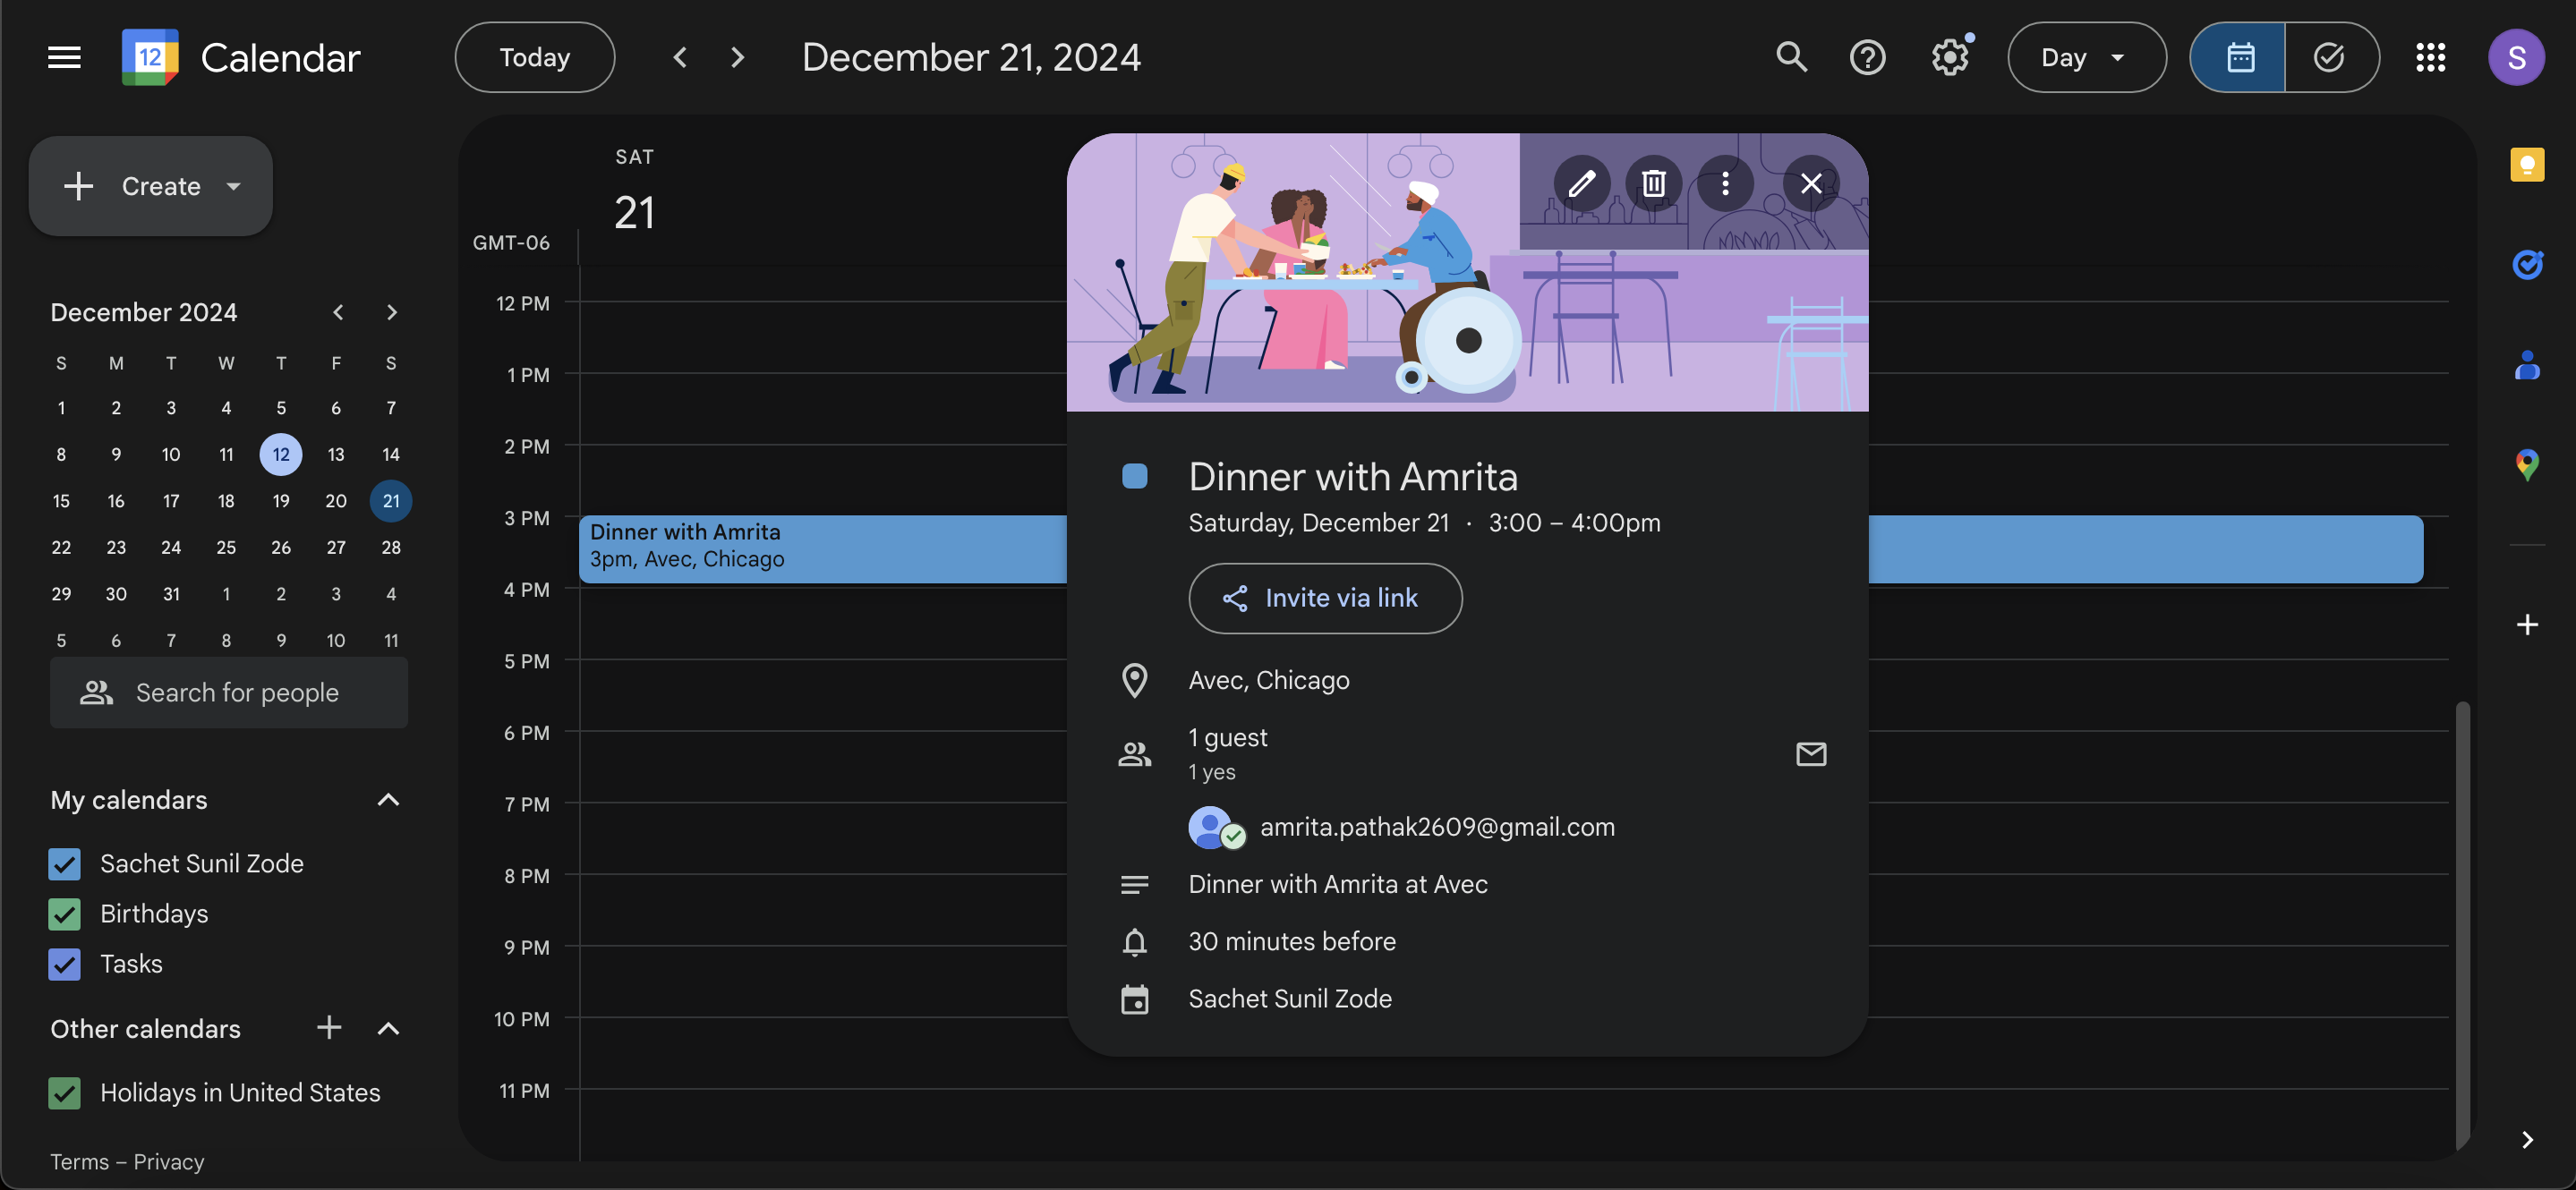 12 Calendar Today December 21, 2024 Day S
Create
December 2024
S M T W T F S
1 2 3 4 5 6 7
8 9 10 11 12 13 14
15 16 17 18 19 20 21
22 23 24 25 26 27 28
29 30 31 1 2 3 4
5 6 7 8 9 10 11
Search for people
My calendars
Sachet Sunil Zode
Birthdays
Tasks
Other calendars
Holidays in United States
Terms – Privacy
SAT
21
GMT-06
12 PM
1 PM
2 PM
3 PM
4 PM
5 PM
6 PM
7 PM
8 PM
9 PM
10 PM
11 PM
Dinner with Amrita
3pm, Avec, Chicago
Dinner with Amrita
Saturday, December 21 · 3:00 – 4:00pm
Invite via link
Avec, Chicago
1 guest
1 yes
amrita.pathak2609@gmail.com
Dinner with Amrita at Avec
30 minutes before
Sachet Sunil Zode